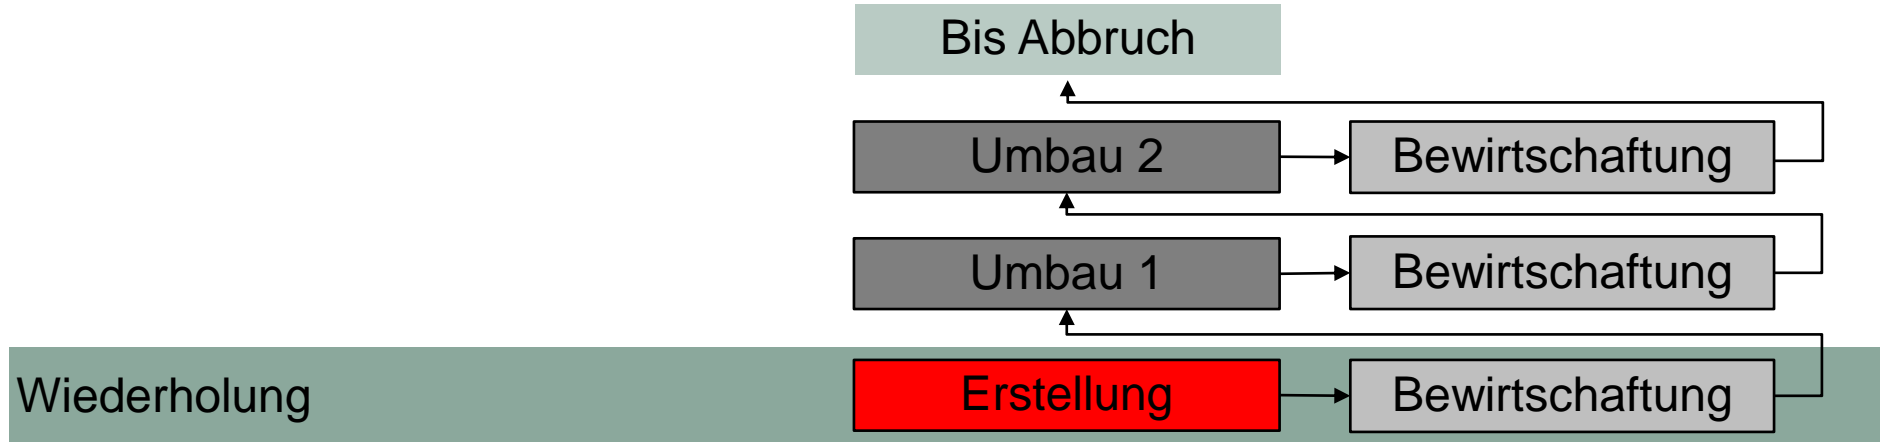 Bis Abbruch
Umbau 2 Bewirtschaftung
Umbau 1 Bewirtschaftung
Wiederholung Erstellung Bewirtschaftung